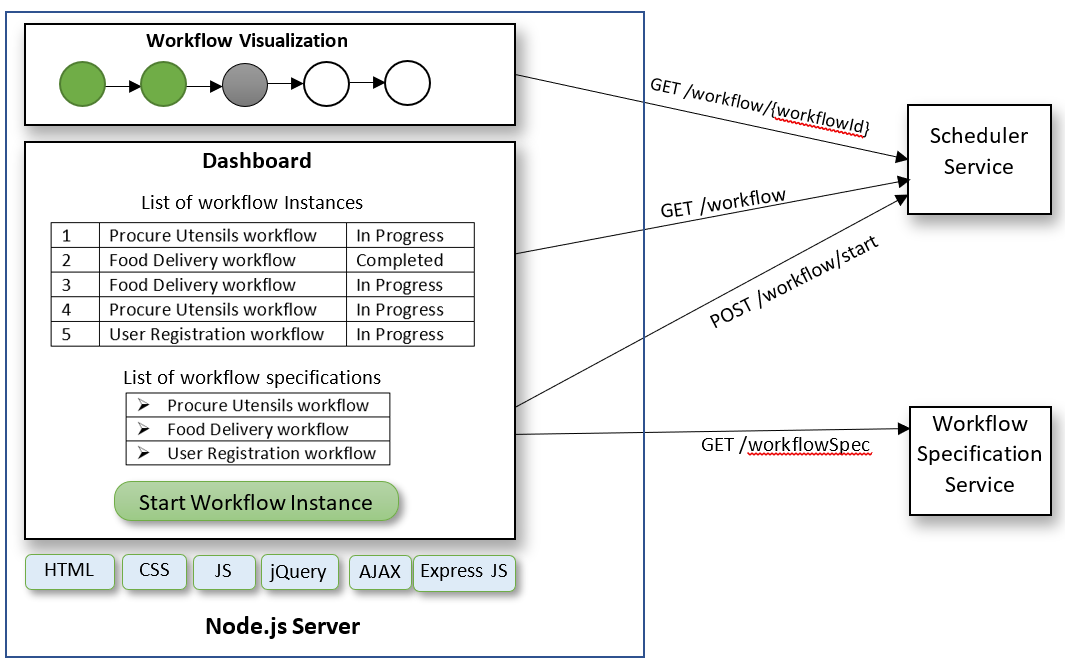 Workflow Visualization
GET /workflow/{workflowId}
Scheduler
Service
Dashboard
List of workflow Instances
GET /workflow
1 Procure Utensils workflow In Progress
2 Food Delivery workflow Completed
3 Food Delivery workflow In Progress
4 Procure Utensils workflow In Progress
5 User Registration workflow In Progress
POST /workflow/start
List of workflow specifications
➢ Procure Utensils workflow
➢ Food Delivery workflow
➢ User Registration workflow
GET /workflowSpec
Workflow
Specification
Service
Start Workflow Instance
HTML CSS JS jQuery AJAX Express JS
Node.js Server